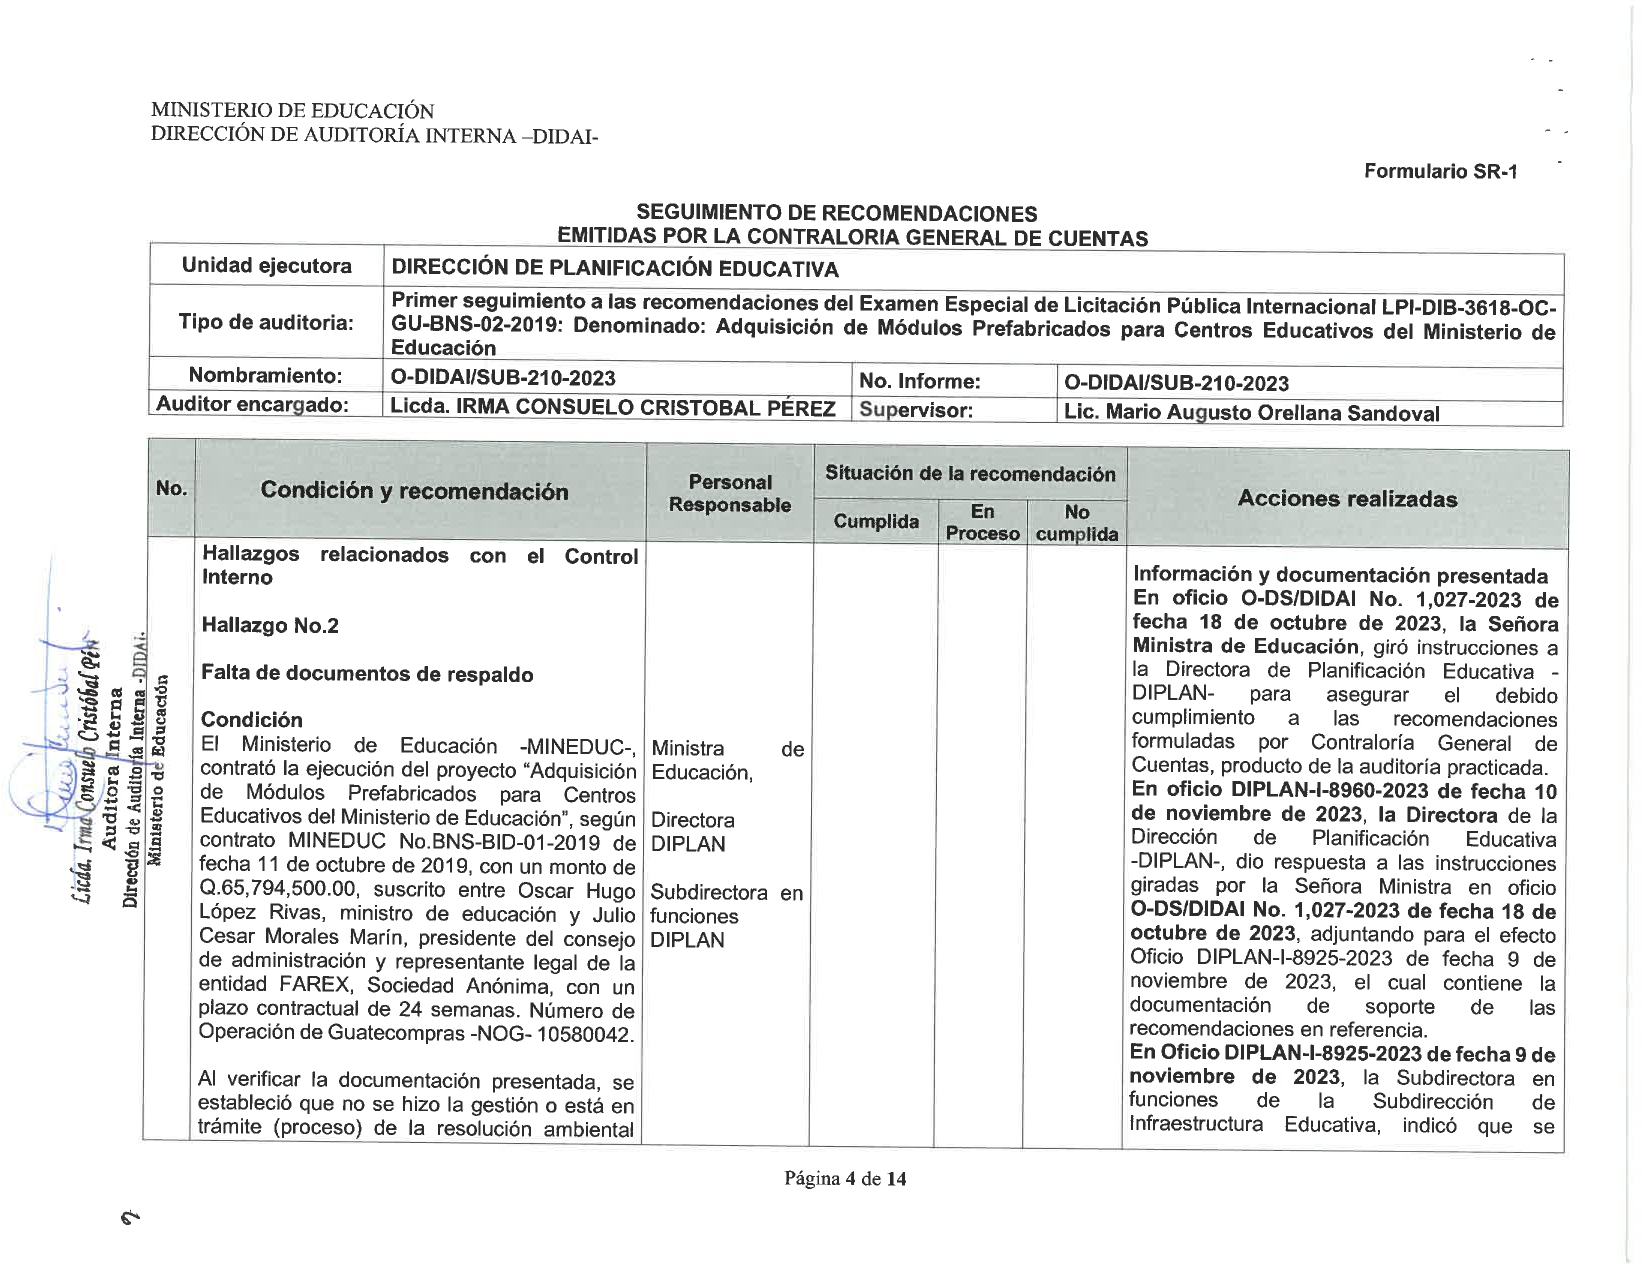 MINISTERIO DE EDUCACIÓN
DIRECCIÓN DE AUDITORÍA INTERNA –DIDAI-
Formulario SR-1
SEGUIMIENTO DE RECOMENDACIONES
EMITIDAS POR LA CONTRALORIA GENERAL DE CUENTAS
Unidad ejecutora
DIRECCIÓN DE PLANIFICACIÓN EDUCATIVA
Tipo de auditoria:
Primer seguimiento a las recomendaciones del Examen Especial de Licitación Pública Internacional LPI-DIB-3618-OC-
GU-BNS-02-2019: Denominado: Adquisición de Módulos Prefabricados para Centros Educativos del Ministerio de
Educación
Nombramiento:
O-DIDAI/SUB-210-2023
No. Informe:
O-DIDAI/SUB-210-2023
Auditor encargado:
Licda. IRMA CONSUELO CRISTOBAL PÉREZ
Supervisor:
Lic. Mario Augusto Orellana Sandoval
No.
Condición y recomendación
Personal
Responsable
Situación de la recomendación
Cumplida
En
Proceso
No
cumplida
Acciones realizadas
Hallazgos relacionados con el Control
Interno
Hallazgo No.2
Falta de documentos de respaldo
Condición
El Ministerio de Educación -MINEDUC-,
contrató la ejecución del proyecto “Adquisición
de Módulos Prefabricados para Centros
Educativos del Ministerio de Educación”, según
contrato MINEDUC No.BNS-BID-01-2019 de
fecha 11 de octubre de 2019, con un monto de
Q.65,794,500.00, suscrito entre Oscar Hugo
López Rivas, ministro de educación y Julio
Cesar Morales Marín, presidente del consejo
de administración y representante legal de la
entidad FAREX, Sociedad Anónima, con un
plazo contractual de 24 semanas. Número de
Operación de Guatecompras -NOG- 10580042.
Al verificar la documentación presentada, se
estableció que no se hizo la gestión o está en
trámite (proceso) de la resolución ambiental
Ministra de
Educación,
Directora
DIPLAN
Subdirectora en
funciones
DIPLAN
Información y documentación presentada
En oficio O-DS/DIDAI No. 1,027-2023 de
fecha 18 de octubre de 2023, la Señora
Ministra de Educación, giró instrucciones a
la Directora de Planificación Educativa -
DIPLAN- para asegurar el debido
cumplimiento a las recomendaciones
formuladas por Contraloría General de
Cuentas, producto de la auditoría practicada.
En oficio DIPLAN-I-8960-2023 de fecha 10
de noviembre de 2023, la Directora de la
Dirección de Planificación Educativa
-DIPLAN-, dio respuesta a las instrucciones
giradas por la Señora Ministra en oficio
O-DS/DIDAI No. 1,027-2023 de fecha 18 de
octubre de 2023, adjuntando para el efecto
Oficio DIPLAN-I-8925-2023 de fecha 9 de
noviembre de 2023, el cual contiene la
documentación de soporte de las
recomendaciones en referencia.
En Oficio DIPLAN-I-8925-2023 de fecha 9 de
noviembre de 2023, la Subdirectora en
funciones de la Subdirección de
Infraestructura Educativa, indicó que se
Licda. Irma Consuelo Cristóbal
Auditora Interna
Dirección de Auditoría Interna -DIDAI.
Ministerio de Educación
Página 4 de 14